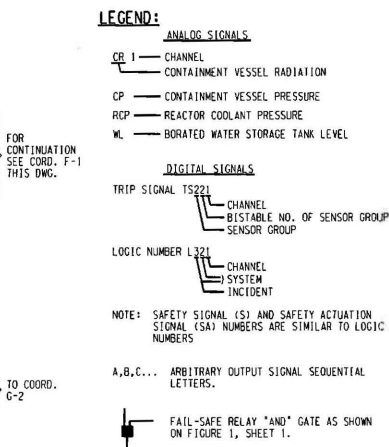 LEGEND:
ANALOG SIGNALS
CR 1 — CHANNEL
CONTAINMENT VESSEL RADIATION
CP — CONTAINMENT VESSEL PRESSURE
RCP — REACTOR COOLANT PRESSURE
WL — BORATED WATER STORAGE TANK LEVEL
FOR
CONTINUATION
SEE CORD. F-1
THIS DWG.
DIGITAL SIGNALS
TRIP SIGNAL TS221
CHANNEL
BISTABLE NO. OF SENSOR GROUP
SENSOR GROUP
LOGIC NUMBER L321
CHANNEL
SYSTEM
INCIDENT
NOTE: SAFETY SIGNAL (S) AND SAFETY ACTUATION
SIGNAL (SA) NUMBERS ARE SIMILAR TO LOGIC
NUMBERS
A,B,C... ARBITRARY OUTPUT SIGNAL SEQUENTIAL
LETTERS.
TO COORD.
G-2
FAIL-SAFE RELAY "AND" GATE AS SHOWN
ON FIGURE 1, SHEET 1.